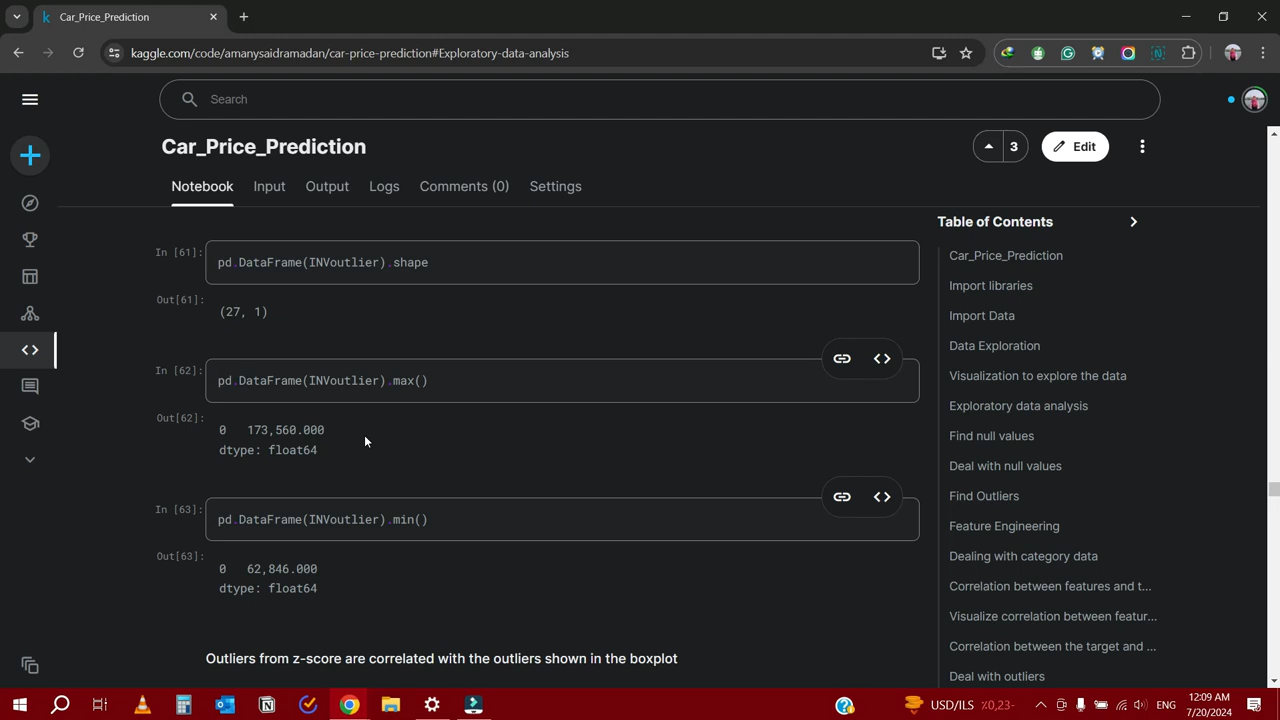 Car_Price_Prediction
kaggle.com/code/amanysaidramadan/car-price-prediction#Exploratory-data-analysis
Search
Car_Price_Prediction
3
Edit
Notebook
Input
Output
Logs
Comments (0)
Settings
In [61]:
pd.DataFrame(INVoutlier).shape
Out[61]:
(27, 1)
In [62]:
pd.DataFrame(INVoutlier).max()
Out[62]:
0 173,560.000
dtype: float64
In [63]:
pd.DataFrame(INVoutlier).min()
Out[63]:
0 62,846.000
dtype: float64
Outliers from z-score are correlated with the outliers shown in the boxplot
Table of Contents
Car_Price_Prediction
Import libraries
Import Data
Data Exploration
Visualization to explore the data
Exploratory data analysis
Find null values
Deal with null values
Find Outliers
Feature Engineering
Dealing with category data
Correlation between features and t...
Visualize correlation between featur...
Correlation between the target and ...
Deal with outliers
USD/ILS
%0,23-
ENG
12:09 AM
7/20/2024